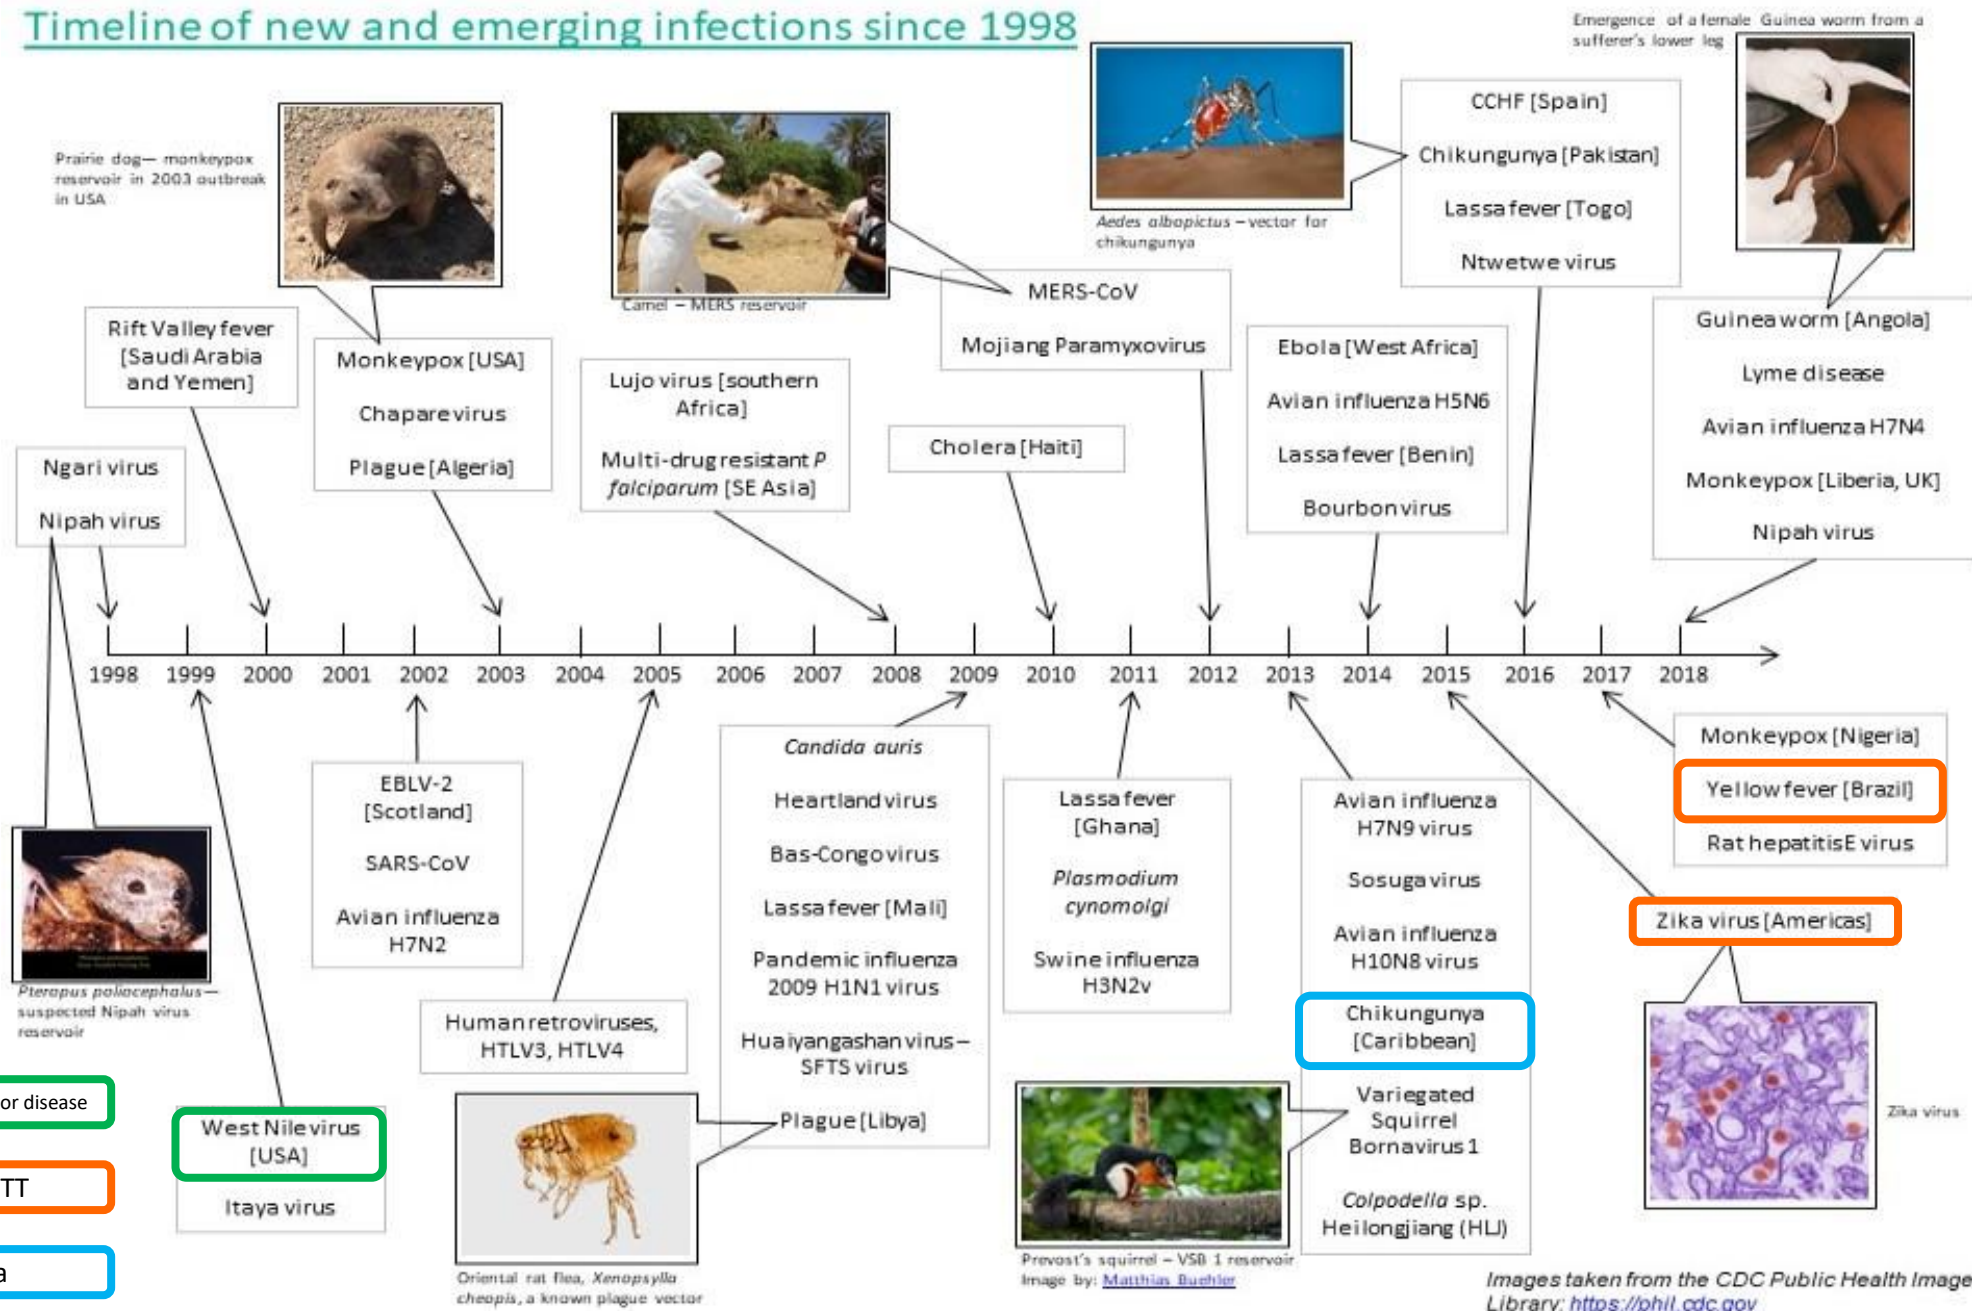 Timeline of new and emerging infections since 1998
Emergence of a female Guinea worm from a
sufferer's lower leg
Prairie dog— monkeypox
reservoir in 2003 outbreak
in USA
Camel – MERS reservoir
Aedes albopictus – vector for
chikungunya
CCHF [Spain]
Chikungunya [Pakistan]
Lassa fever [Togo]
Ntwetwe virus
Rift Valley fever
[Saudi Arabia
and Yemen]
Monkeypox [USA]
Chapare virus
Plague [Algeria]
Lujo virus [southern
Africa]
Multi-drug resistant P
falciparum [SE Asia]
MERS-CoV
Mojiang Paramyxovirus
Cholera [Haiti]
Ebola [West Africa]
Avian influenza H5N6
Lassa fever [Benin]
Bourbon virus
Guinea worm [Angola]
Lyme disease
Avian influenza H7N4
Monkeypox [Liberia, UK]
Nipah virus
Ngari virus
Nipah virus
1998 1999 2000 2001 2002 2003 2004 2005 2006 2007 2008 2009 2010 2011 2012 2013 2014 2015 2016 2017 2018
Pteropus poliocephalus—
suspected Nipah virus
reservoir
West Nile virus
[USA]
Itaya virus
EBLV-2
[Scotland]
SARS-CoV
Avian influenza
H7N2
Human retroviruses,
HTLV3, HTLV4
Oriental rat flea, Xenopsylla
cheopis, a known plague vector
Candida auris
Heartland virus
Bas-Congo virus
Lassa fever [Mali]
Pandemic influenza
2009 H1N1 virus
Huaiyangashan virus –
SFTS virus
Plague [Libya]
Lassa fever
[Ghana]
Plasmodium
cynomolgi
Swine influenza
H3N2v
Prevost's squirrel – VSB 1 reservoir
Image by: Matthias Buehler
Avian influenza
H7N9 virus
Sosuga virus
Avian influenza
H10N8 virus
Chikungunya
[Caribbean]
Variegated
Squirrel
Bornavirus 1
Colpodella sp.
Heilongjiang (HLJ)
Monkeypox [Nigeria]
Yellow fever [Brazil]
Rat hepatitis E virus
Zika virus [Americas]
Zika virus
or disease
TT
a
Images taken from the CDC Public Health Image
Library: https://phil.cdc.gov